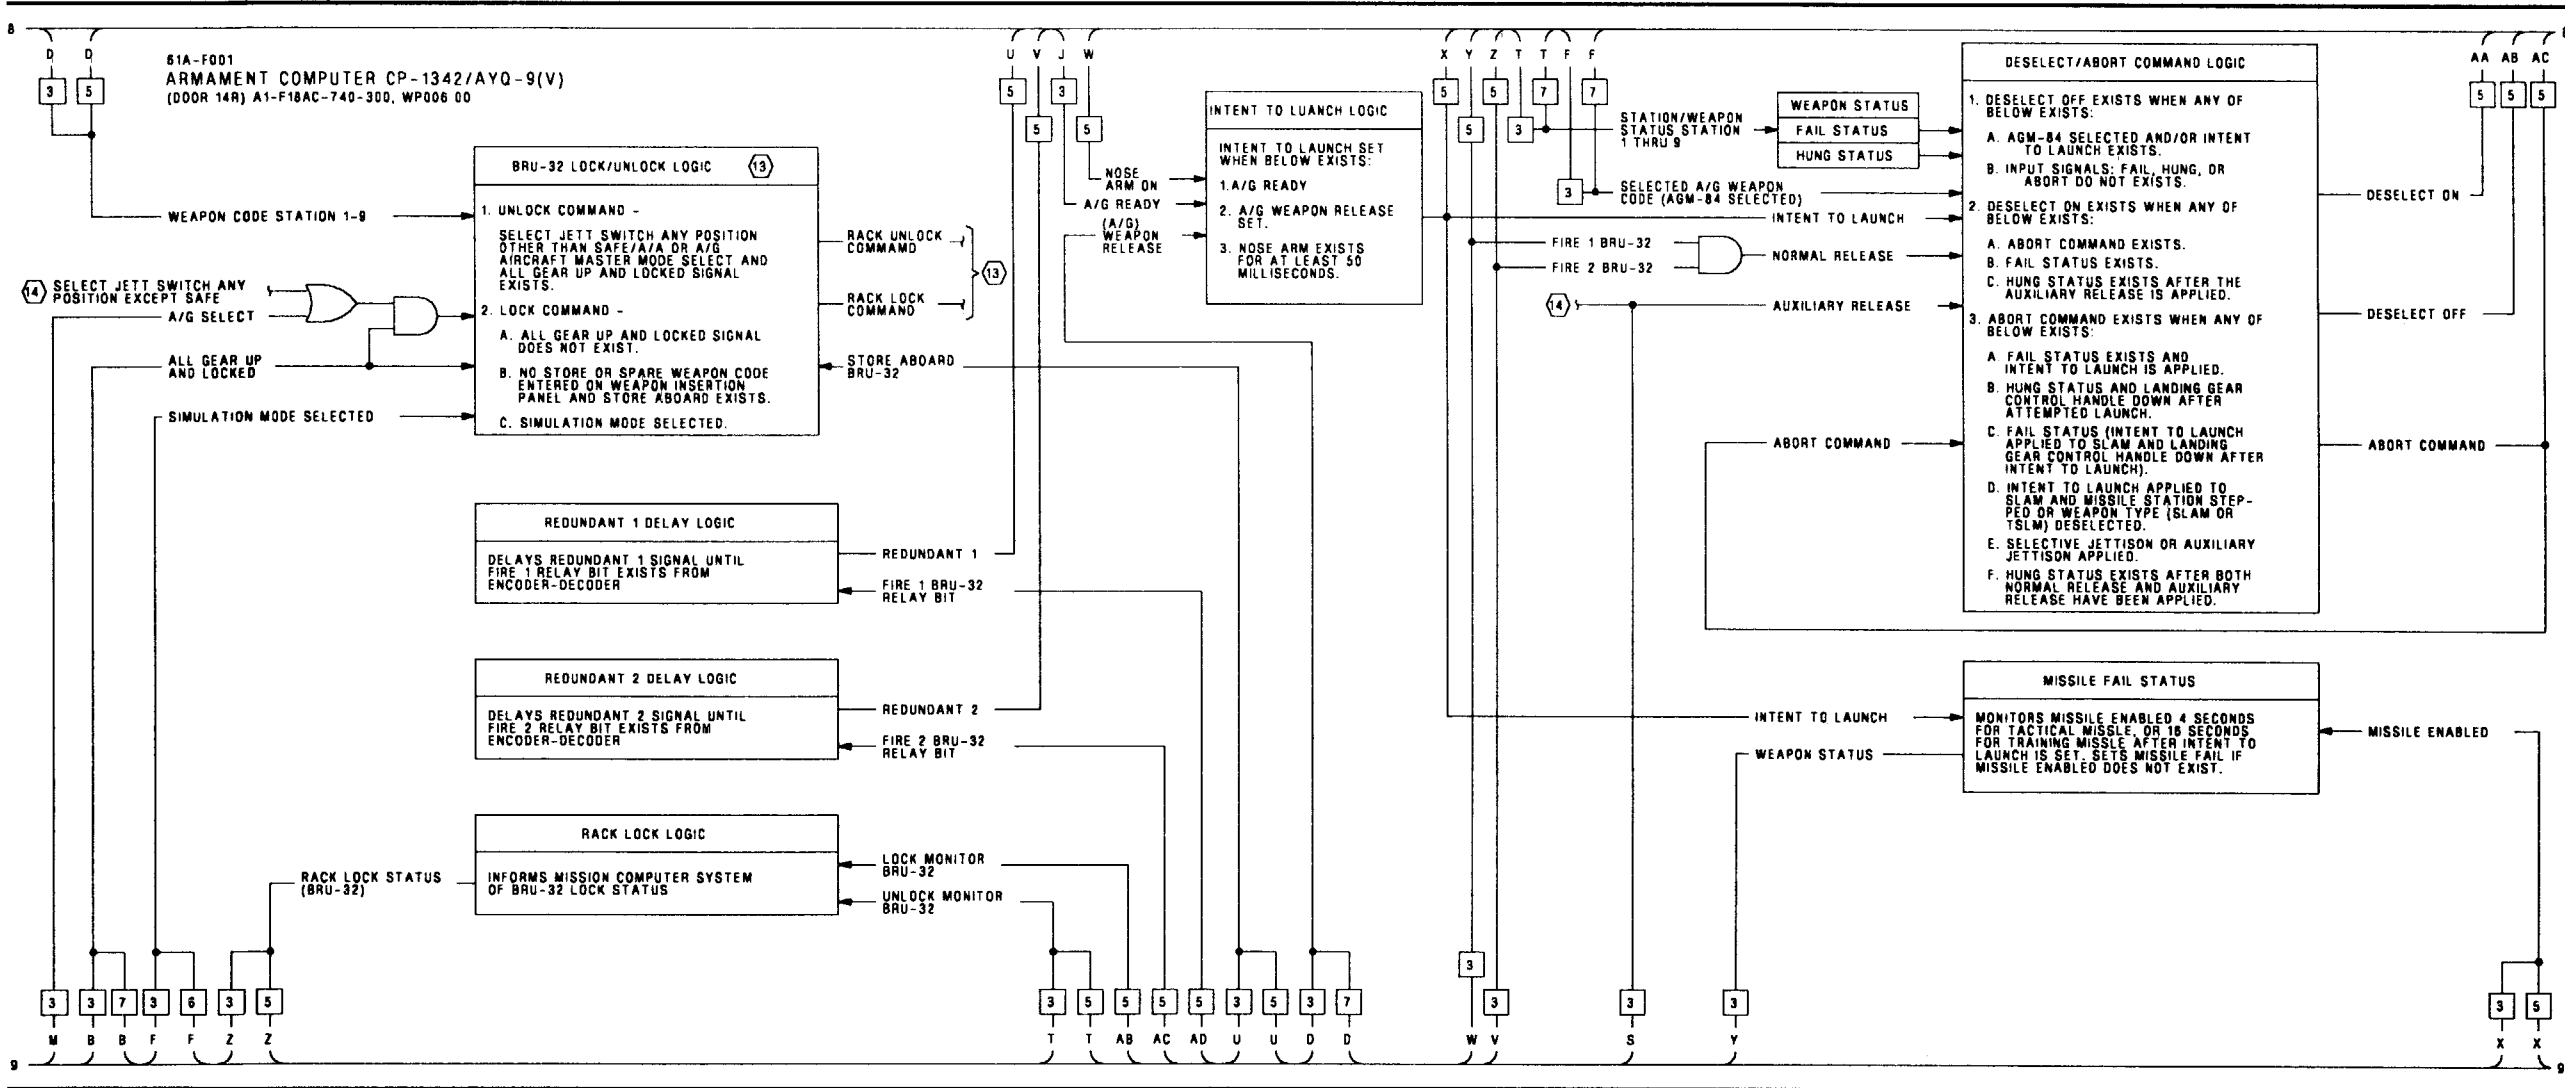 8
D D
3 5
61A-F001
ARMAMENT COMPUTER CP-1342/AYQ-9(V)
(DOOR 14R) A1-F18AC-740-300, WP006 00
WEAPON CODE STATION 1-9
14 SELECT JETT SWITCH ANY
POSITION EXCEPT SAFE
A/G SELECT
ALL GEAR UP
AND LOCKED
SIMULATION MODE SELECTED
BRU-32 LOCK/UNLOCK LOGIC 13
1. UNLOCK COMMAND -
SELECT JETT SWITCH ANY POSITION
OTHER THAN SAFE/A/A OR A/G
AIRCRAFT MASTER MODE SELECT AND
ALL GEAR UP AND LOCKED SIGNAL
EXISTS.
2. LOCK COMMAND -
A. ALL GEAR UP AND LOCKED SIGNAL
DOES NOT EXIST.
B. NO STORE OR SPARE WEAPON CODE
ENTERED ON WEAPON INSERTION
PANEL AND STORE ABOARD EXISTS.
C. SIMULATION MODE SELECTED.
RACK UNLOCK
COMMAND
RACK LOCK
COMMAND
13
STORE ABOARD
BRU-32
REDUNDANT 1 DELAY LOGIC
DELAYS REDUNDANT 1 SIGNAL UNTIL
FIRE 1 RELAY BIT EXISTS FROM
ENCODER-DECODER
REDUNDANT 1
FIRE 1 BRU-32
RELAY BIT
REDUNDANT 2 DELAY LOGIC
DELAYS REDUNDANT 2 SIGNAL UNTIL
FIRE 2 RELAY BIT EXISTS FROM
ENCODER-DECODER
REDUNDANT 2
FIRE 2 BRU-32
RELAY BIT
RACK LOCK LOGIC
INFORMS MISSION COMPUTER SYSTEM
OF BRU-32 LOCK STATUS
RACK LOCK STATUS
(BRU-32)
LOCK MONITOR
BRU-32
UNLOCK MONITOR
BRU-32
U V J W
5 5 3 5
NOSE
ARM ON
A/G READY
(A/G)
WEAPON
RELEASE
INTENT TO LUANCH LOGIC
INTENT TO LAUNCH SET
WHEN BELOW EXISTS:
1.A/G READY
2. A/G WEAPON RELEASE
SET.
3. NOSE ARM EXISTS
FOR AT LEAST 50
MILLISECONDS.
X Y Z T T F F
5 5 5 3 7 3 7
STATION/WEAPON
STATUS STATION
1 THRU 9
WEAPON STATUS
FAIL STATUS
HUNG STATUS
SELECTED A/G WEAPON
CODE (AGM-84 SELECTED)
INTENT TO LAUNCH
FIRE 1 BRU-32
FIRE 2 BRU-32
NORMAL RELEASE
14
AUXILIARY RELEASE
ABORT COMMAND
DESELECT/ABORT COMMAND LOGIC
1. DESELECT OFF EXISTS WHEN ANY OF
BELOW EXISTS:
A. AGM-84 SELECTED AND/OR INTENT
TO LAUNCH EXISTS.
B. INPUT SIGNALS: FAIL, HUNG, OR
ABORT DO NOT EXISTS.
2. DESELECT ON EXISTS WHEN ANY OF
BELOW EXISTS:
A. ABORT COMMAND EXISTS.
B. FAIL STATUS EXISTS.
C. HUNG STATUS EXISTS AFTER THE
AUXILIARY RELEASE IS APPLIED.
3. ABORT COMMAND EXISTS WHEN ANY OF
BELOW EXISTS:
A. FAIL STATUS EXISTS AND
INTENT TO LAUNCH IS APPLIED.
B. HUNG STATUS AND LANDING GEAR
CONTROL HANDLE DOWN AFTER
ATTEMPTED LAUNCH.
C. FAIL STATUS (INTENT TO LAUNCH
APPLIED TO SLAM AND LANDING
GEAR CONTROL HANDLE DOWN AFTER
INTENT TO LAUNCH).
D. INTENT TO LAUNCH APPLIED TO
SLAM AND MISSILE STATION STEP-
PED OR WEAPON TYPE (SLAM OR
TSLM) DESELECTED.
E. SELECTIVE JETTISON OR AUXILIARY
JETTISON APPLIED.
F. HUNG STATUS EXISTS AFTER BOTH
NORMAL RELEASE AND AUXILIARY
RELEASE HAVE BEEN APPLIED.
AA AB AC
5 5 5
8
DESELECT ON
DESELECT OFF
ABORT COMMAND
MISSILE FAIL STATUS
MONITORS MISSILE ENABLED 4 SECONDS
FOR TACTICAL MISSLE, OR 16 SECONDS
FOR TRAINING MISSLE AFTER INTENT TO
LAUNCH IS SET. SETS MISSILE FAIL IF
MISSILE ENABLED DOES NOT EXIST.
INTENT TO LAUNCH
WEAPON STATUS
MISSILE ENABLED
3
3 3 7 3 6 3 5 3 5 5 5 5 3 5 3 7 3 3 3 3 5
M B B F F Z Z T T AB AC AD U U D D W V S Y X X
9 9